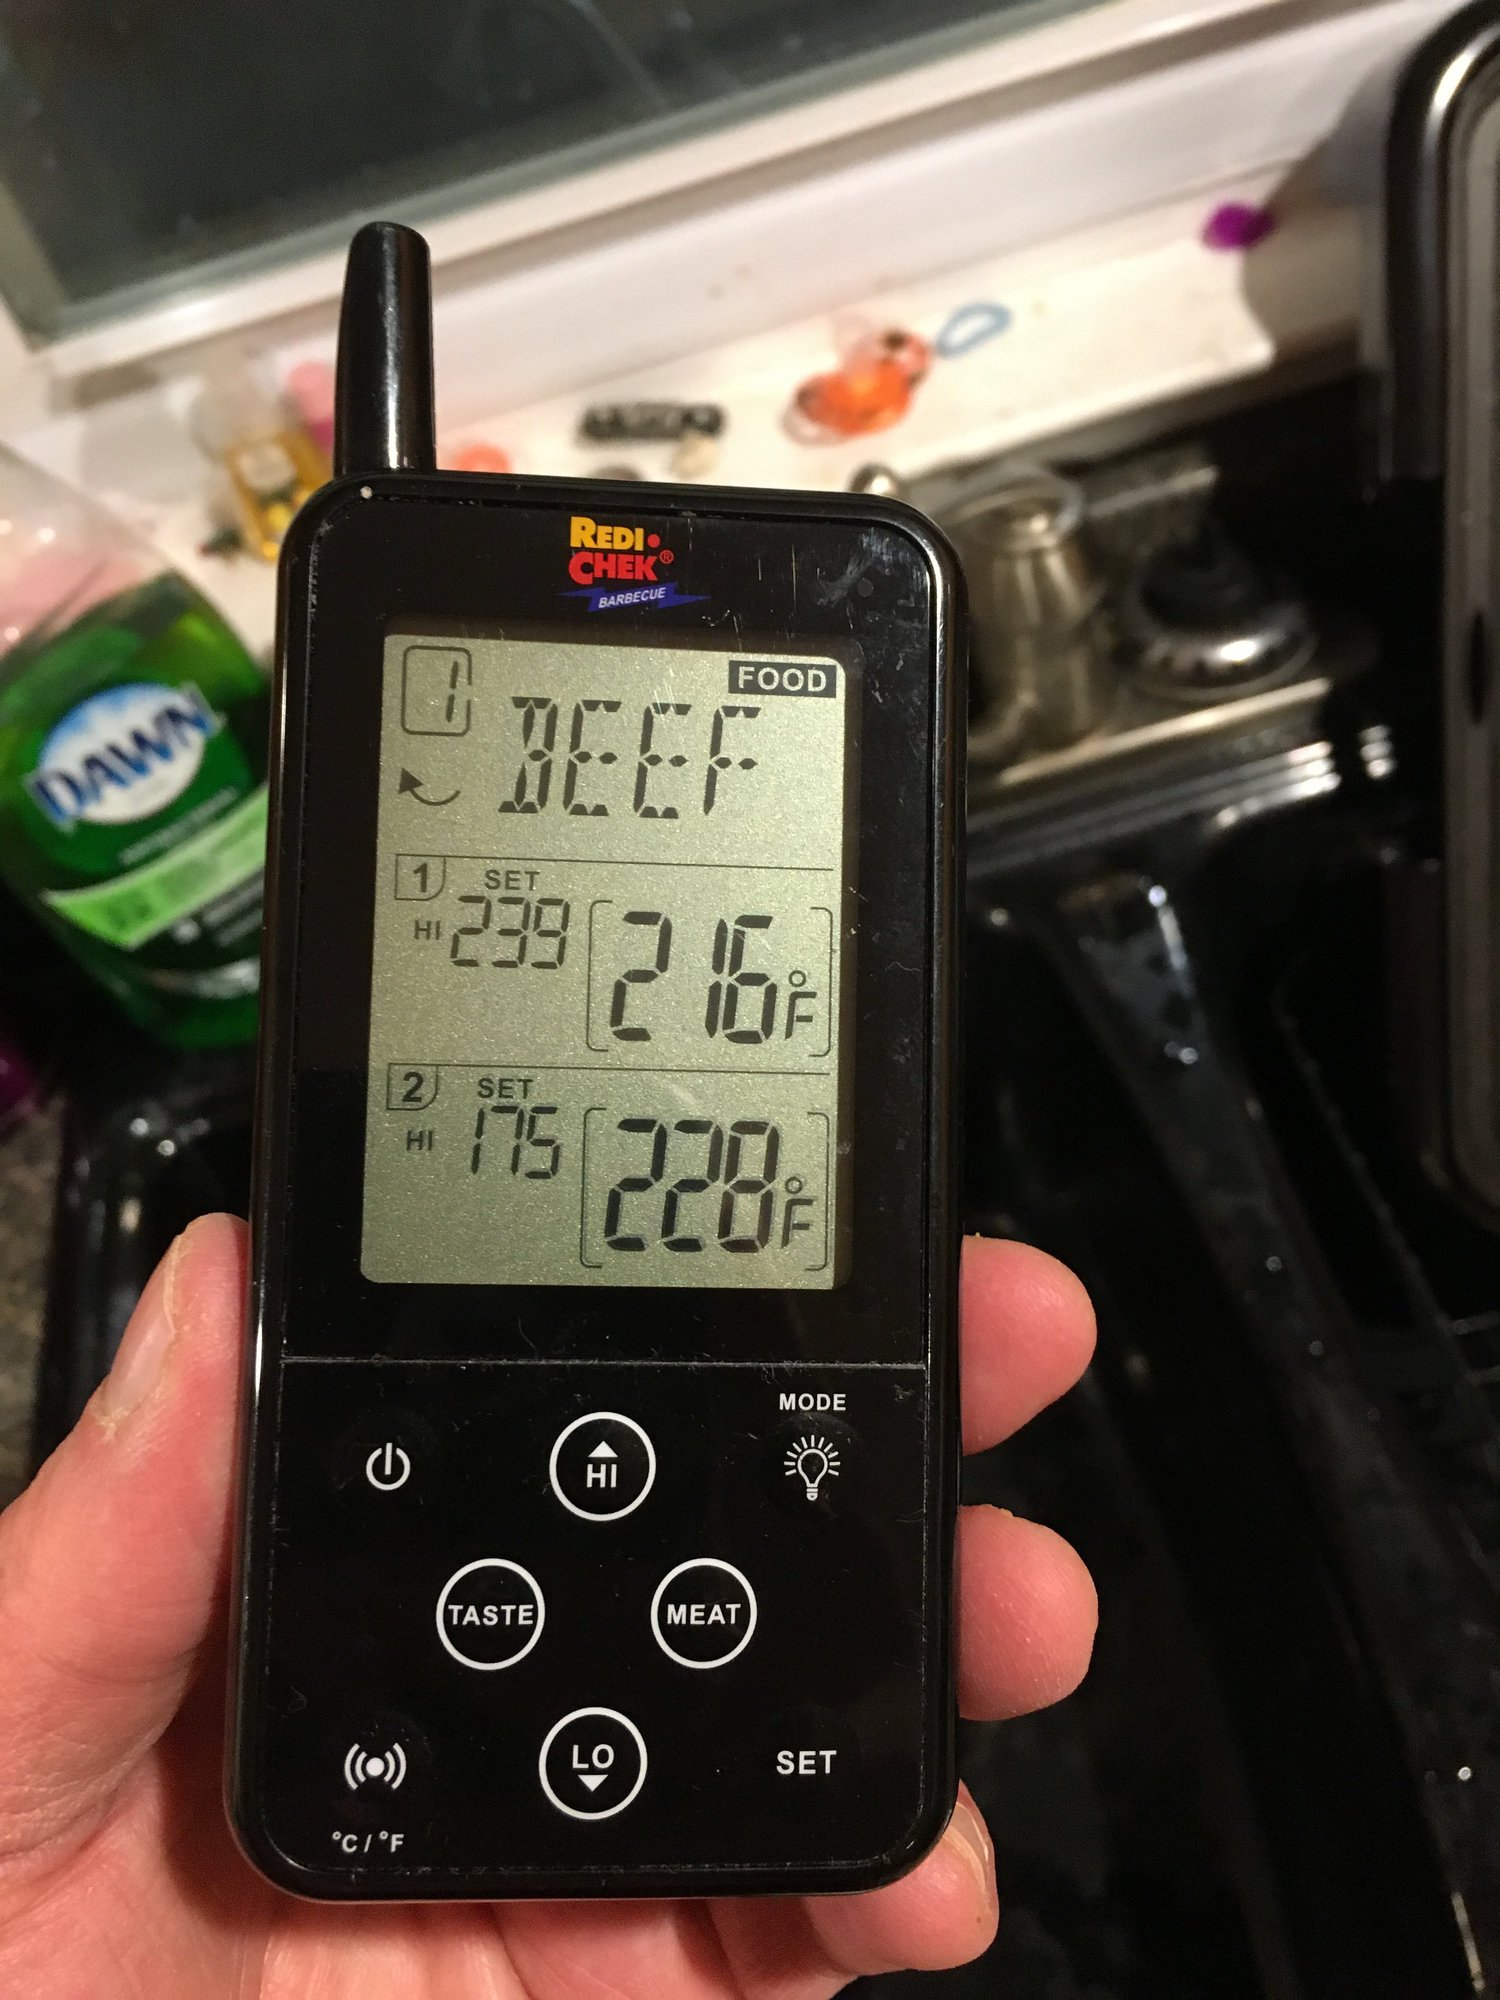 REDI•
CHEK®
BARBECUE
1
FOOD
BEEF
1 SET
HI 239
216°F
2 SET
HI 175
228°F
MODE
HI
TASTE MEAT
LO
SET
°C / °F
DAWN